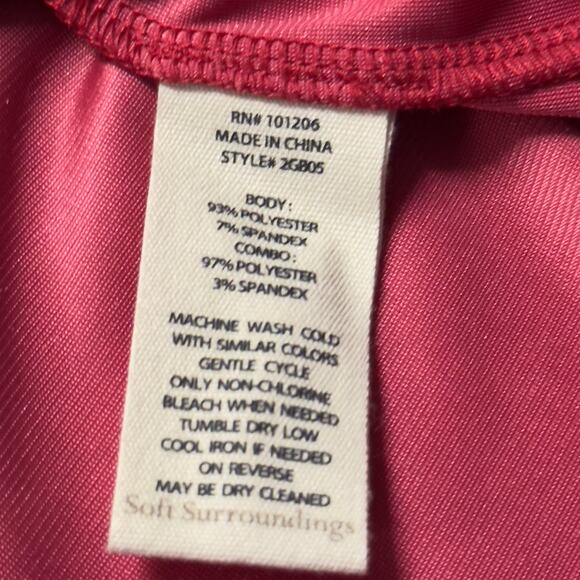 RN# 101206
MADE IN CHINA
STYLE# 2GB05
BODY:
93% POLYESTER
7% SPANDEX
COMBO:
97% POLYESTER
3% SPANDEX
MACHINE WASH COLD
WITH SIMILAR COLORS
GENTLE CYCLE
ONLY NON-CHLORINE
BLEACH WHEN NEEDED
TUMBLE DRY LOW
COOL IRON IF NEEDED
ON REVERSE
MAY BE DRY CLEANED
Soft Surroundings